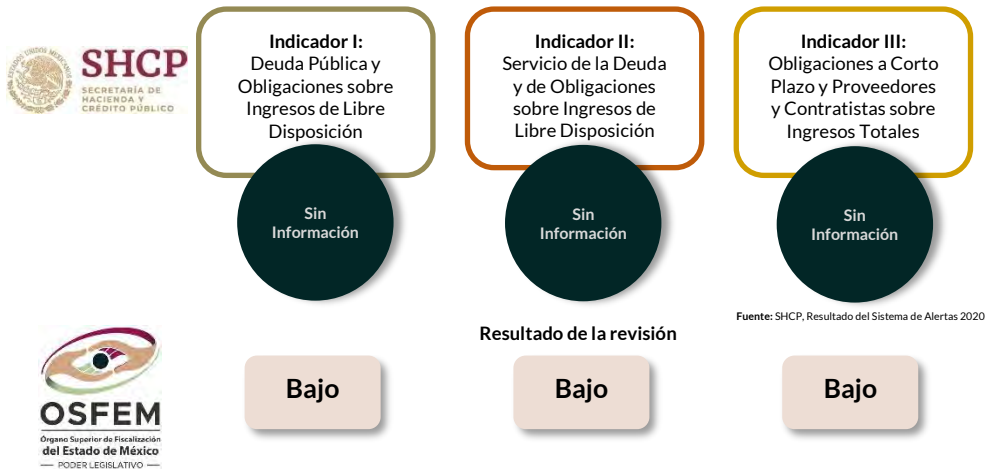 ESTADOS UNIDOS MEXICANOS
SHCP
SECRETARÍA DE
HACIENDA Y
CRÉDITO PÚBLICO
Indicador I:
Deuda Pública y
Obligaciones sobre
Ingresos de Libre
Disposición
Sin
Información
Indicador II:
Servicio de la Deuda
y de Obligaciones
sobre Ingresos de
Libre Disposición
Sin
Información
Indicador III:
Obligaciones a Corto
Plazo y Proveedores
y Contratistas sobre
Ingresos Totales
Sin
Información
Fuente: SHCP, Resultado del Sistema de Alertas 2020
Resultado de la revisión
OSFEM
Órgano Superior de Fiscalización
del Estado de México
PODER LEGISLATIVO
Bajo
Bajo
Bajo